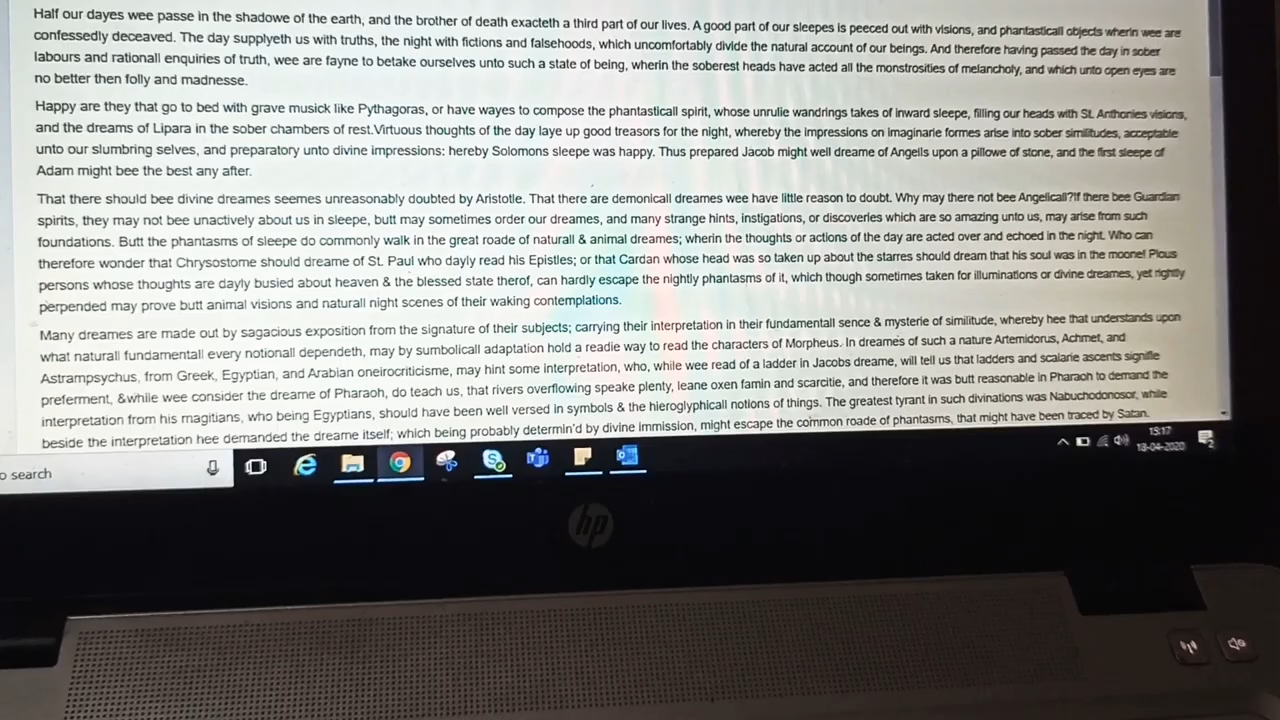 Half our dayes wee passe in the shadowe of the earth, and the brother of death exacteth a third part of our lives. A good part of our sleepes is peeced out with visions, and phantasticall objects wherin wee are
confessedly deceaved. The day supplyeth us with truths, the night with fictions and falsehoods, which uncomfortably divide the natural account of our beings. And therefore having passed the day in sober
labours and rationall enquiries of truth, wee are fayne to betake ourselves unto such a state of being, wherin the soberest heads have acted all the monstrosities of melancholy, and which unto open eyes are
no better then folly and madnesse.
Happy are they that go to bed with grave musick like Pythagoras, or have wayes to compose the phantasticall spirit, whose unrulie wandrings takes of inward sleepe, filling our heads with St. Anthonies visions,
and the dreams of Lipara in the sober chambers of rest.Virtuous thoughts of the day laye up good treasors for the night, whereby the impressions on imaginarie formes arise into sober similitudes, acceptable
unto our slumbring selves, and preparatory unto divine impressions: hereby Solomons sleepe was happy. Thus prepared Jacob might well dreame of Angells upon a pillowe of stone, and the first sleepe of
Adam might bee the best any after.
That there should bee divine dreames seemes unreasonably doubted by Aristotle. That there are demonicall dreames wee have little reason to doubt. Why may there not bee Angelicall?If there bee Guardian
spirits, they may not bee unactively about us in sleepe, butt may sometimes order our dreames, and many strange hints, instigations, or discoveries which are so amazing unto us, may arise from such
foundations. Butt the phantasms of sleepe do commonly walk in the great roade of naturall & animal dreames; wherin the thoughts or actions of the day are acted over and echoed in the night. Who can
therefore wonder that Chrysostome should dreame of St. Paul who dayly read his Epistles; or that Cardan whose head was so taken up about the starres should dream that his soul was in the moone! Pious
persons whose thoughts are dayly busied about heaven & the blessed state therof, can hardly escape the nightly phantasms of it, which though sometimes taken for illuminations or divine dreames, yet rightly
perpended may prove butt animal visions and naturall night scenes of their waking contemplations.
Many dreames are made out by sagacious exposition from the signature of their subjects; carrying their interpretation in their fundamentall sence & mysterie of similitude, whereby hee that understands upon
what naturall fundamentall every notionall dependeth, may by sumbolicall adaptation hold a readie way to read the characters of Morpheus. In dreames of such a nature Artemidorus, Achmet, and
Astrampsychus, from Greek, Egyptian, and Arabian oneirocriticisme, may hint some interpretation, who, while wee read of a ladder in Jacobs dreame, will tell us that ladders and scalarie ascents signifie
preferment, &while wee consider the dreame of Pharaoh, do teach us, that rivers overflowing speake plenty, leane oxen famin and scarcitie, and therefore it was butt reasonable in Pharaoh to demand the
interpretation from his magitians, who being Egyptians, should have been well versed in symbols & the hieroglyphicall notions of things. The greatest tyrant in such divinations was Nabuchodonosor, while
beside the interpretation hee demanded the dreame itself; which being probably determin'd by divine immission, might escape the common roade of phantasms, that might have been traced by Satan.
o search
15:17
18-04-2020
2
hp